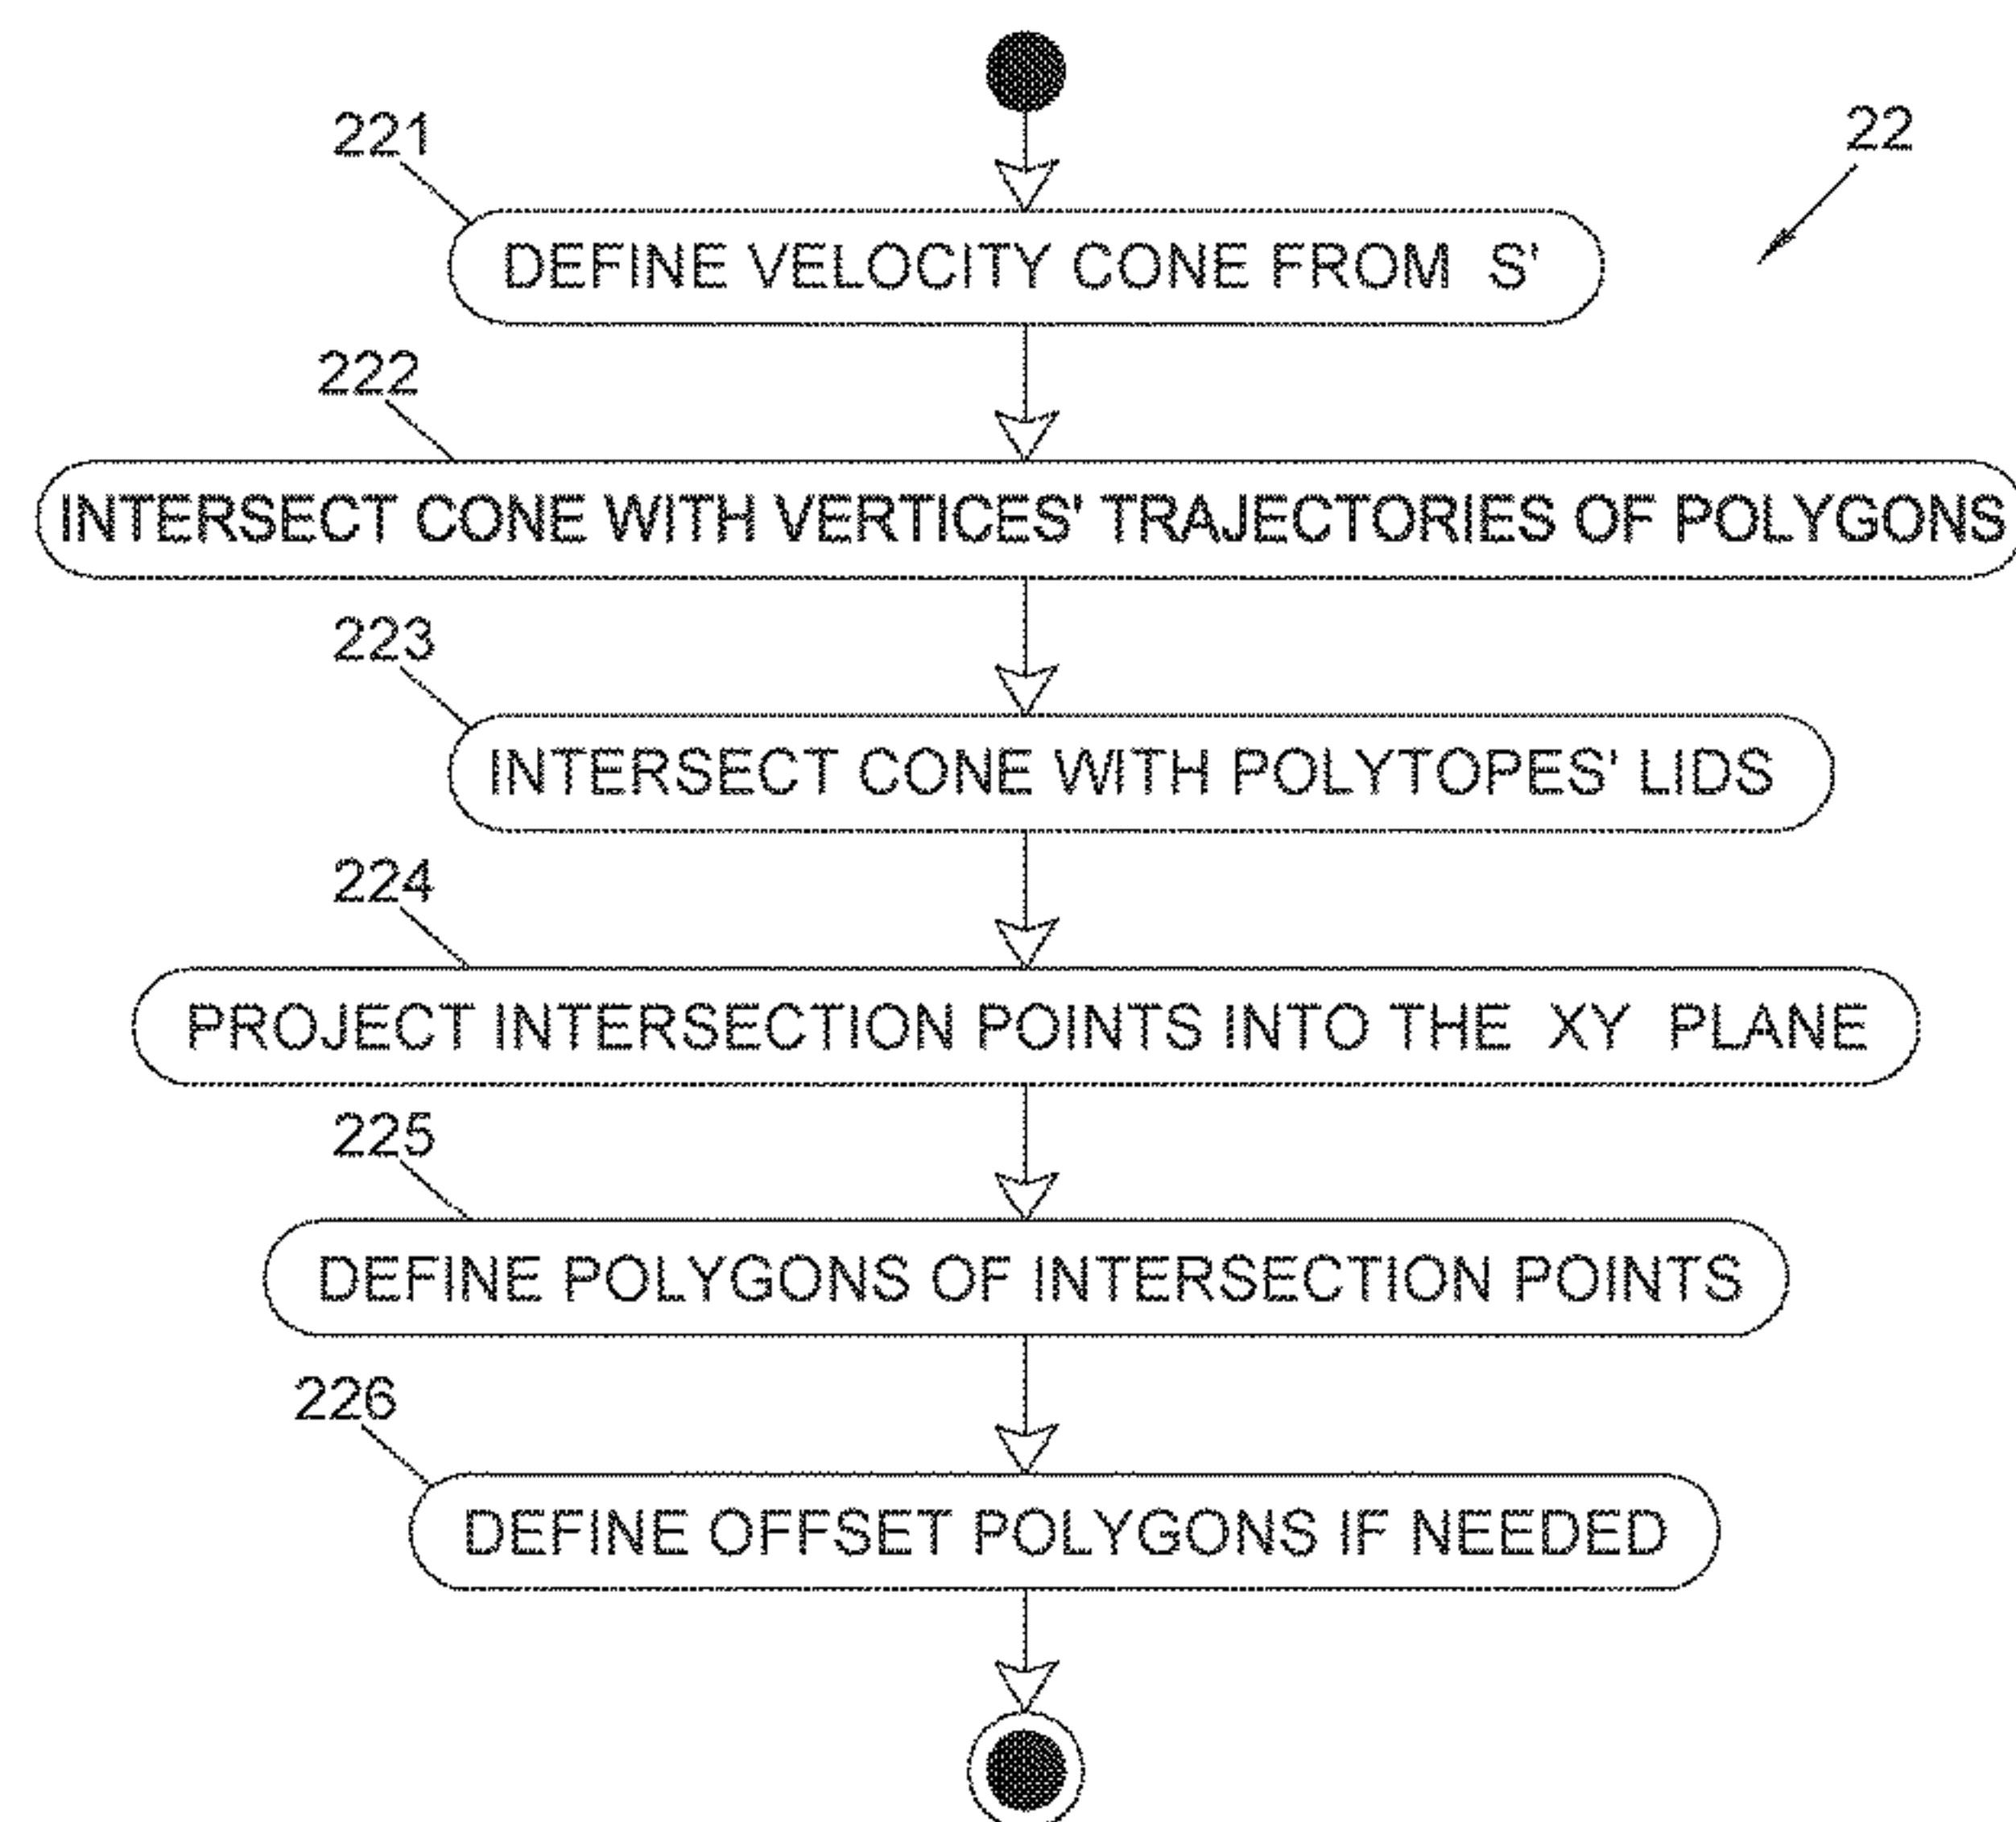 221
22
DEFINE VELOCITY CONE FROM S'
222
INTERSECT CONE WITH VERTICES' TRAJECTORIES OF POLYGONS
223
INTERSECT CONE WITH POLYTOPES' LIDS
224
PROJECT INTERSECTION POINTS INTO THE XY PLANE
225
DEFINE POLYGONS OF INTERSECTION POINTS
226
DEFINE OFFSET POLYGONS IF NEEDED